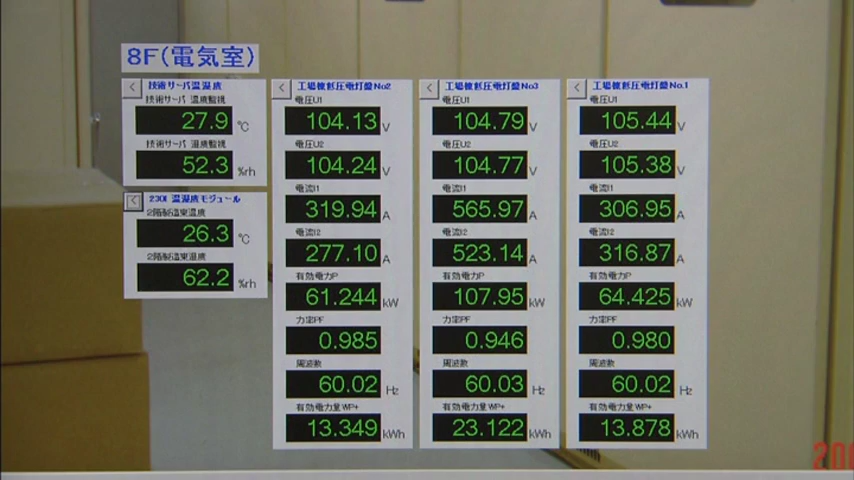 8F(電気室)
技術サーバ温湿度
技術サーバ 温度監視
27.9 ℃
技術サーバ 湿度監視
52.3 %rh
2301 温湿度モジュール
2階製造室温度
26.3 ℃
2階製造室湿度
62.2 %rh
工場棟低圧電灯盤No2
電圧U1
104.13 V
電圧U2
104.24 V
電流I1
319.94 A
電流I2
277.10 A
有効電力P
61.244 kW
力率PF
0.985
周波数
60.02 Hz
有効電力量WP+
13.349 kWh
工場棟低圧電灯盤No3
電圧U1
104.79 V
電圧U2
104.77 V
電流I1
565.97 A
電流I2
523.14 A
有効電力P
107.95 kW
力率PF
0.946
周波数
60.03 Hz
有効電力量WP+
23.122 kWh
工場棟低圧電灯盤No.1
電圧U1
105.44 V
電圧U2
105.38 V
電流I1
306.95 A
電流I2
316.87 A
有効電力P
64.425 kW
力率PF
0.980
周波数
60.02 Hz
有効電力量WP+
13.878 kWh
200